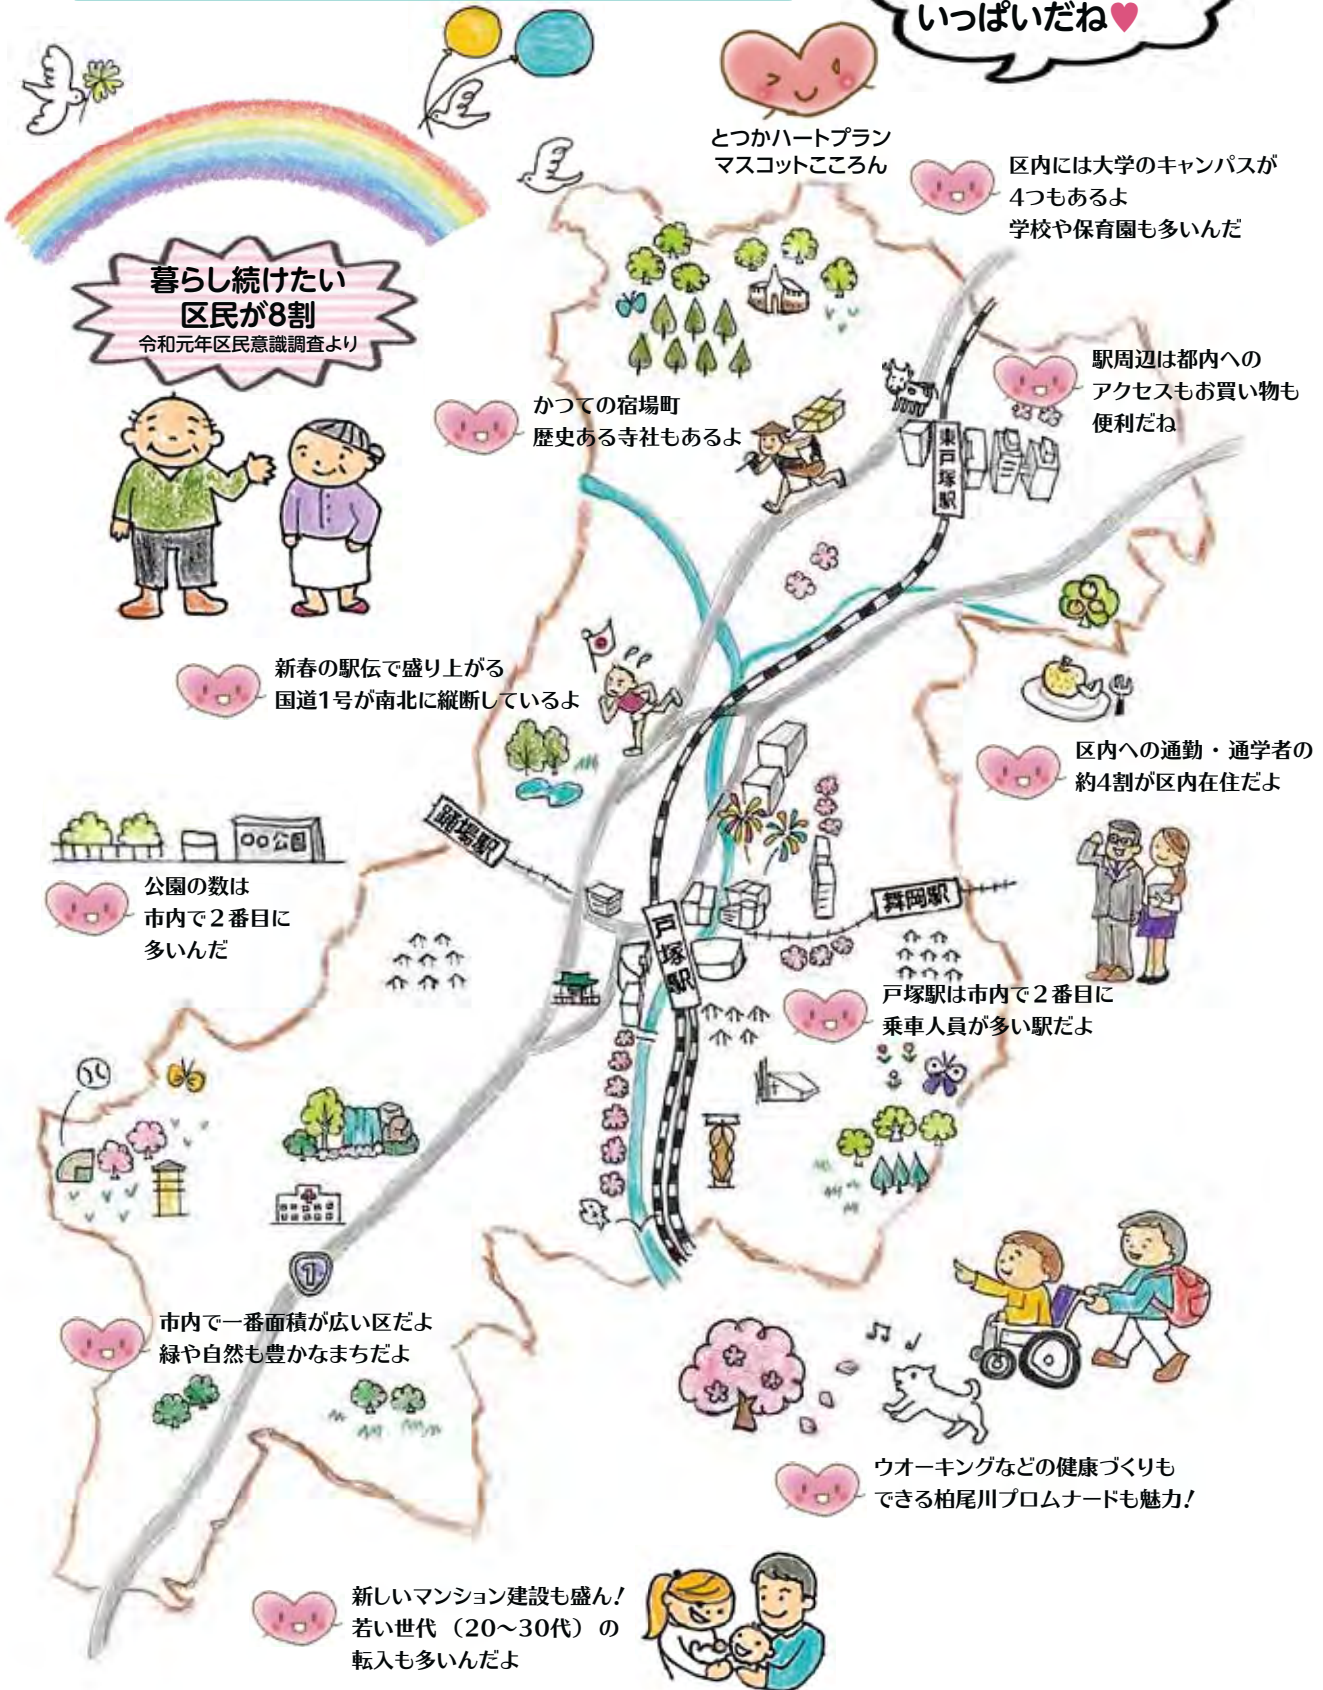 いっぱいだね♥
とつかハートプラン
マスコットこころん
区内には大学のキャンパスが
4つもあるよ
学校や保育園も多いんだ
暮らし続けたい
区民が8割
令和元年区民意識調査より
駅周辺は都内への
アクセスもお買い物も
便利だね
かつての宿場町
歴史ある寺社もあるよ
東戸塚駅
新春の駅伝で盛り上がる
国道1号が南北に縦断しているよ
区内への通勤・通学者の
約4割が区内在住だよ
踊場駅
〇〇公園
公園の数は
市内で2番目に
多いんだ
舞岡駅
戸塚駅
戸塚駅は市内で2番目に
乗車人員が多い駅だよ
1
市内で一番面積が広い区だよ
緑や自然も豊かなまちだよ
ウオーキングなどの健康づくりも
できる柏尾川プロムナードも魅力!
新しいマンション建設も盛ん!
若い世代（20～30代）の
転入も多いんだよ